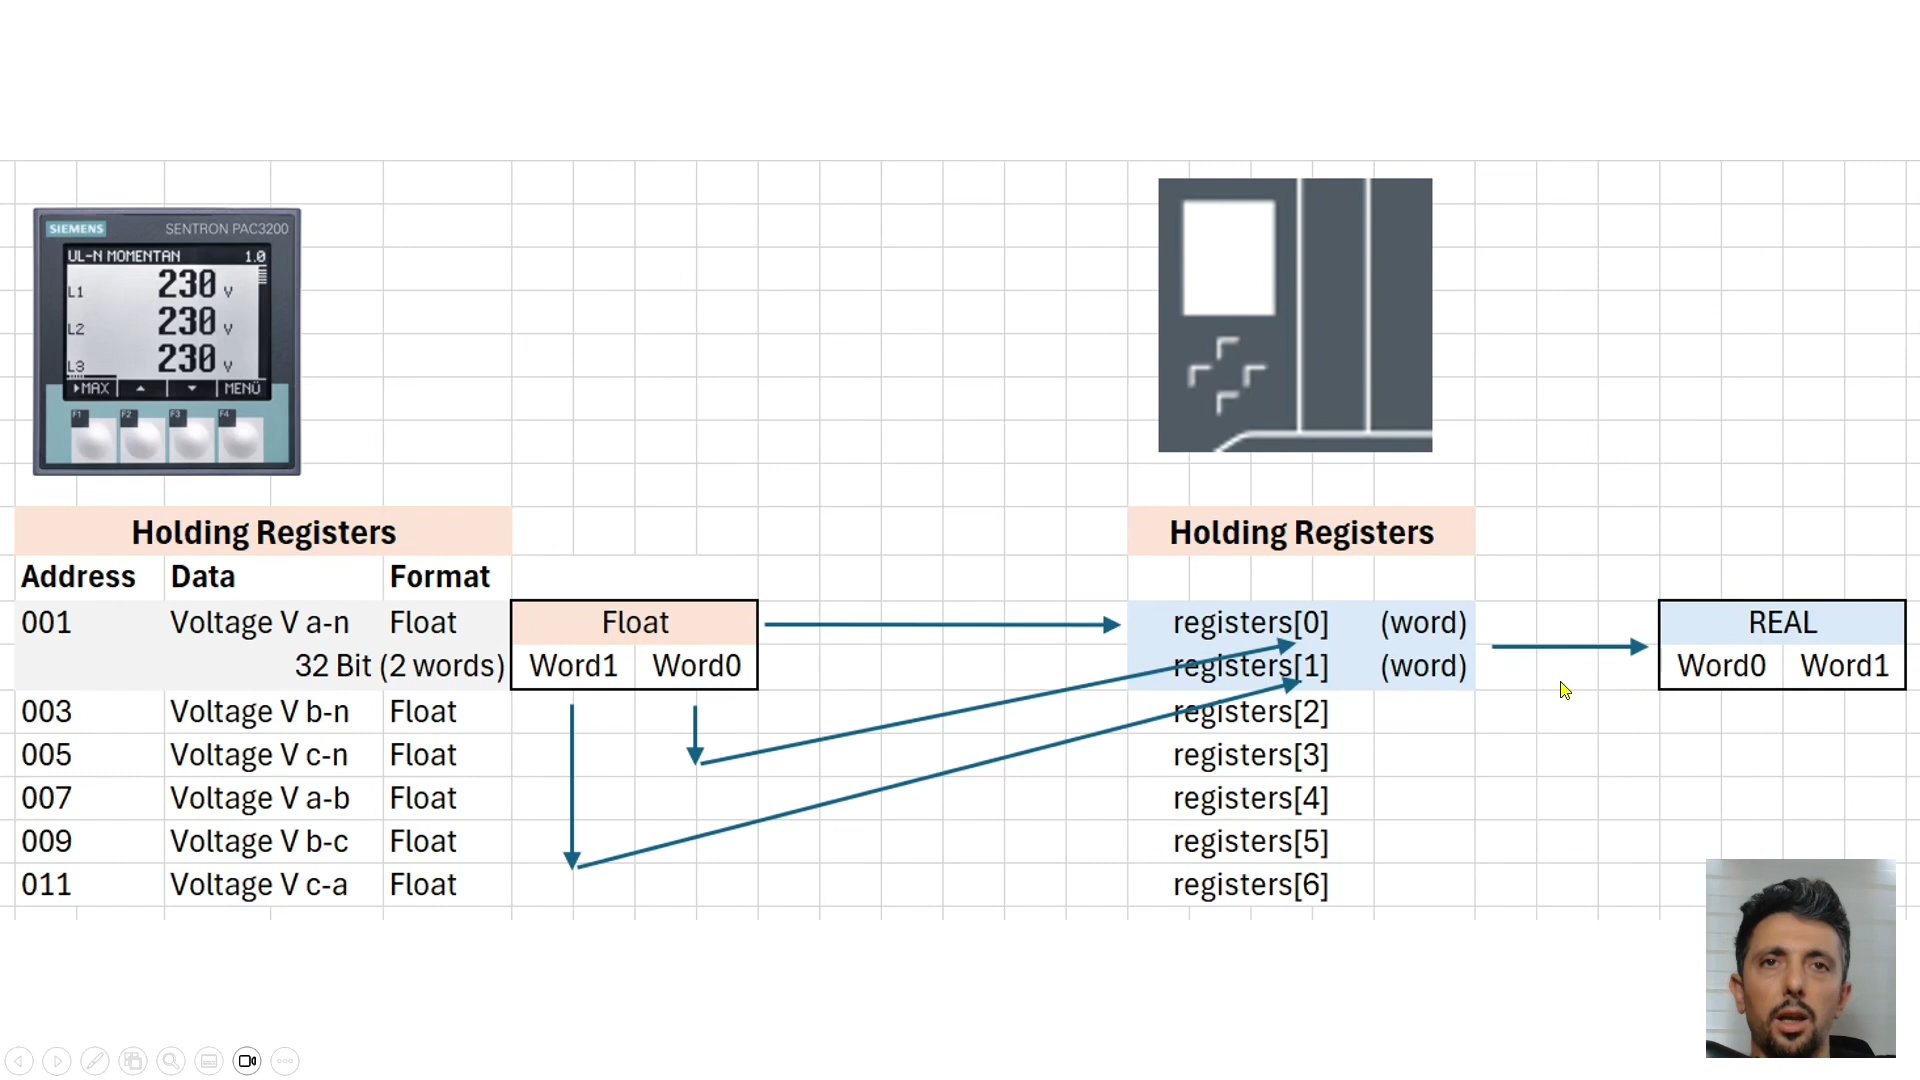 SIEMENS SENTRON PAC3200
UL-N MOMENTAN 1.0
L1 230 V
L2 230 V
L3 230 V
▸MAX ▲ ▼ MENÜ
F1 F2 F3 F4
Holding Registers
Address Data Format
001 Voltage V a-n Float
32 Bit (2 words)
003 Voltage V b-n Float
005 Voltage V c-n Float
007 Voltage V a-b Float
009 Voltage V b-c Float
011 Voltage V c-a Float
Float
Word1 Word0
Holding Registers
registers[0] (word)
registers[1] (word)
registers[2]
registers[3]
registers[4]
registers[5]
registers[6]
REAL
Word0 Word1